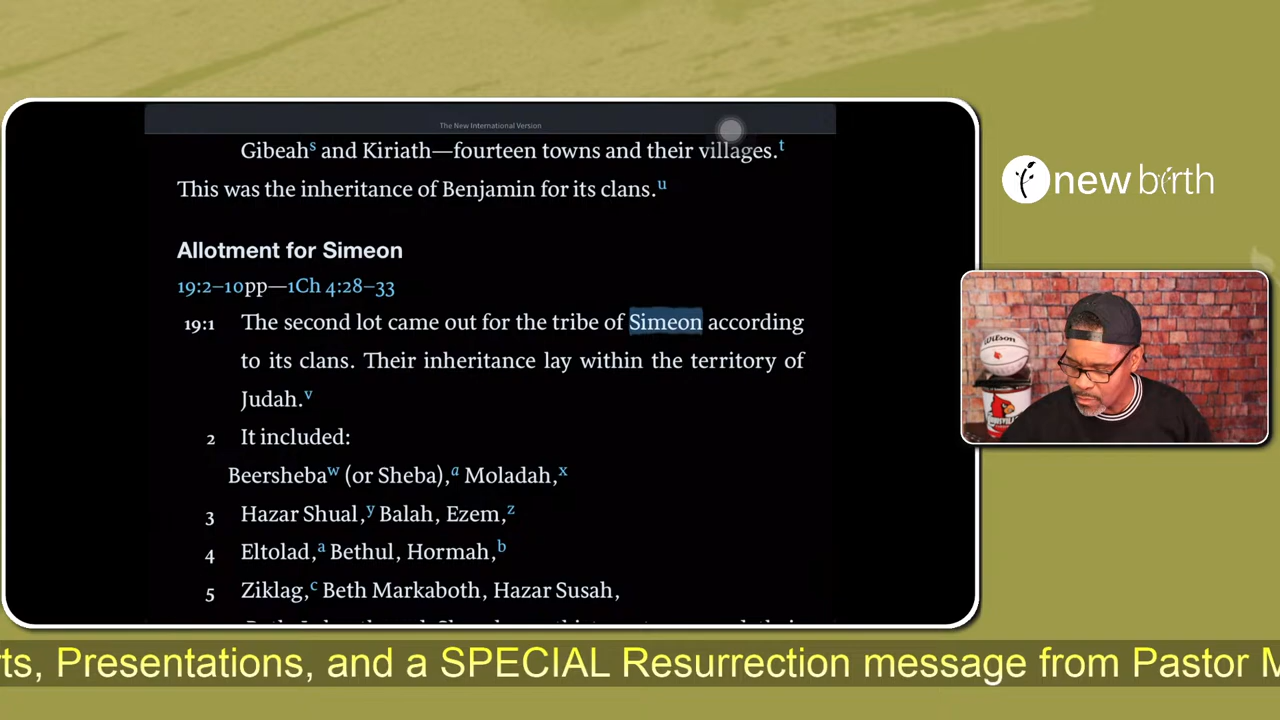 The New International Version
Gibeahs and Kiriath—fourteen towns and their villages.t
This was the inheritance of Benjamin for its clans.u
Allotment for Simeon
19:2–10pp—1Ch 4:28–33
19:1 The second lot came out for the tribe of Simeon according
to its clans. Their inheritance lay within the territory of
Judah.v
2 It included:
Beershebaw (or Sheba),a Moladah,x
3 Hazar Shual,y Balah, Ezem,z
4 Eltolad,a Bethul, Hormah,b
5 Ziklag,c Beth Markaboth, Hazar Susah,
new birth
Wilson
rts, Presentations, and a SPECIAL Resurrection message from Pastor M